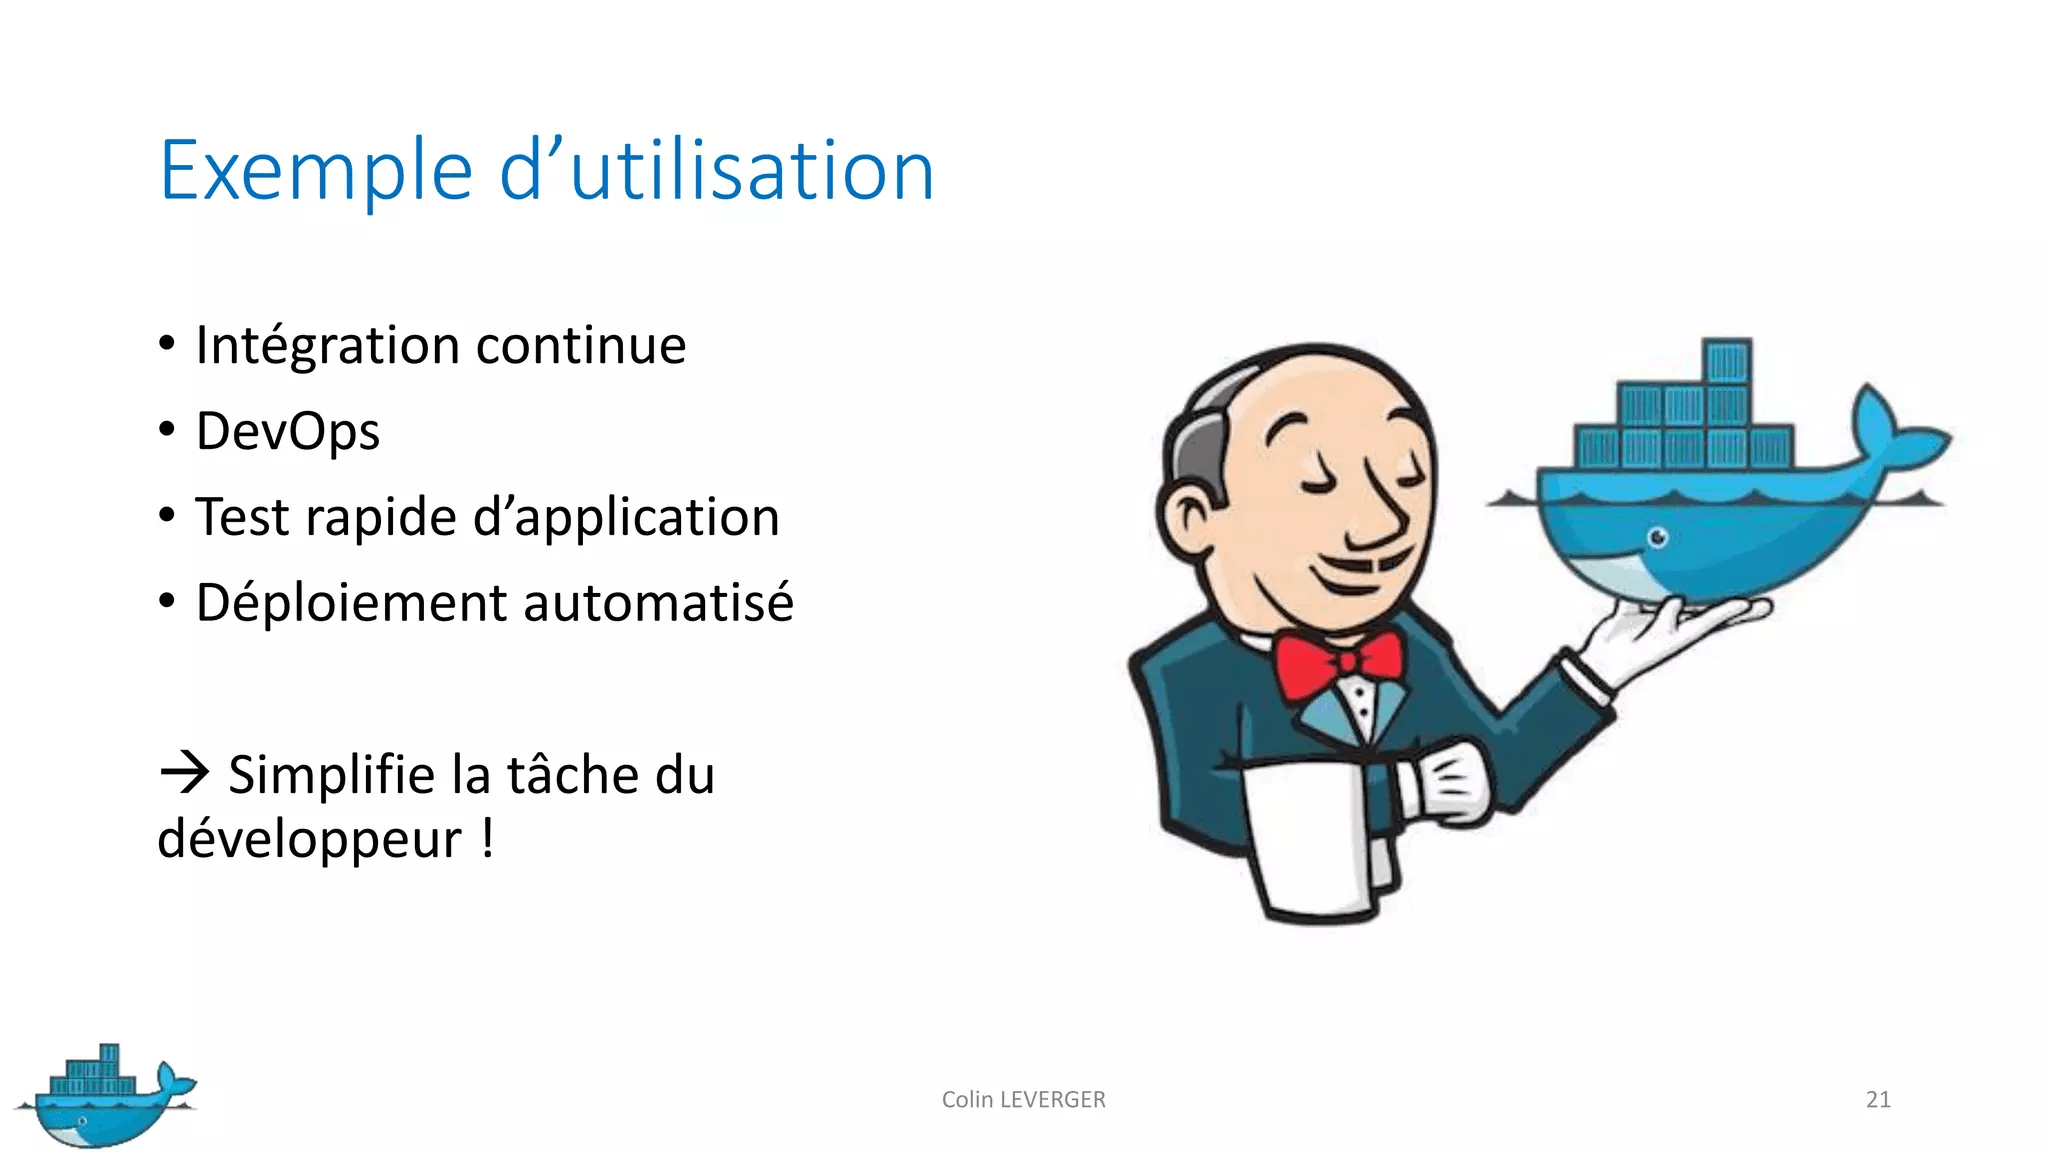 Exemple d’utilisation
• Intégration continue
• DevOps
• Test rapide d’application
• Déploiement automatisé
→ Simplifie la tâche du
développeur !
Colin LEVERGER
21